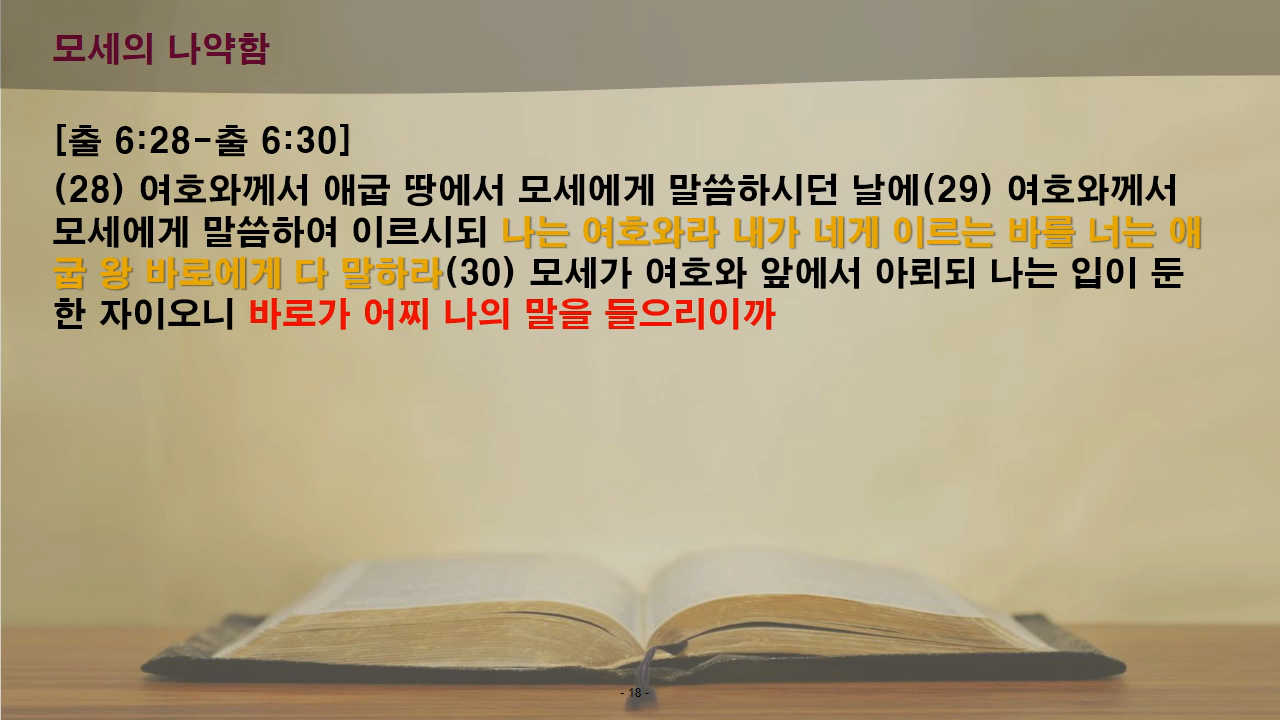 모세의 나약함
[출 6:28-출 6:30]
(28) 여호와께서 애굽 땅에서 모세에게 말씀하시던 날에(29) 여호와께서
모세에게 말씀하여 이르시되 나는 여호와라 내가 네게 이르는 바를 너는 애
굽 왕 바로에게 다 말하라(30) 모세가 여호와 앞에서 아뢰되 나는 입이 둔
한 자이오니 바로가 어찌 나의 말을 들으리이까
- 18 -